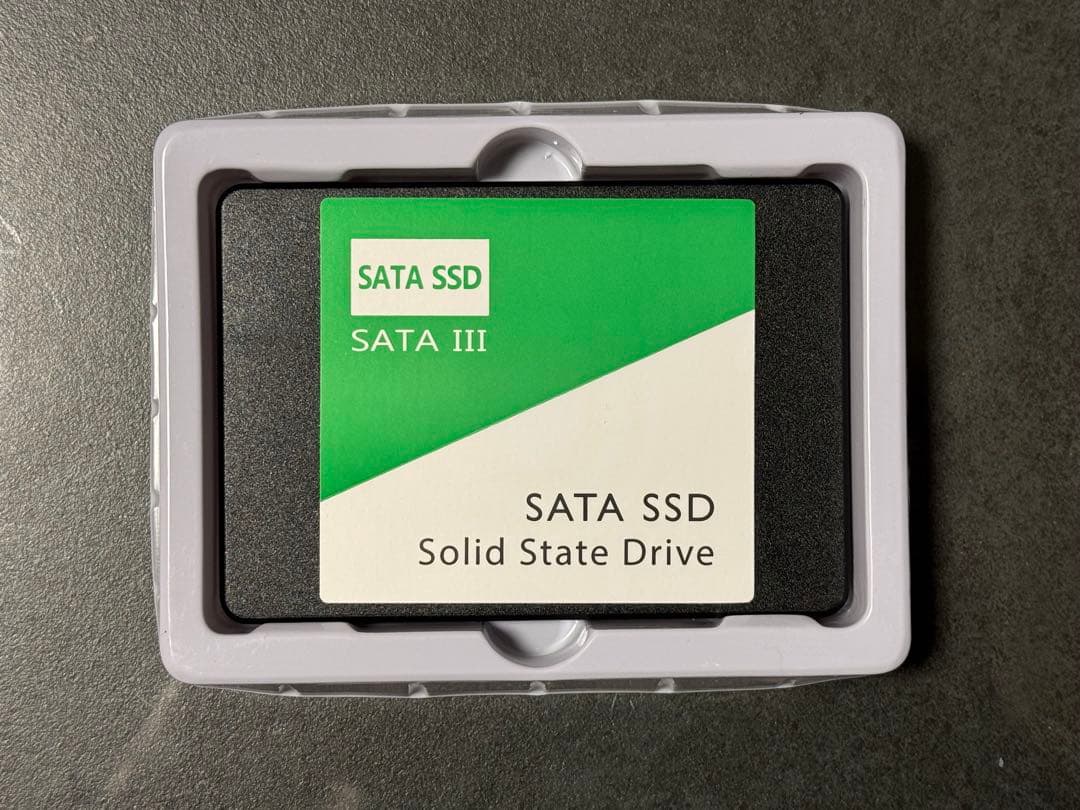 SATA SSD
SATA III
SATA SSD
Solid State Drive